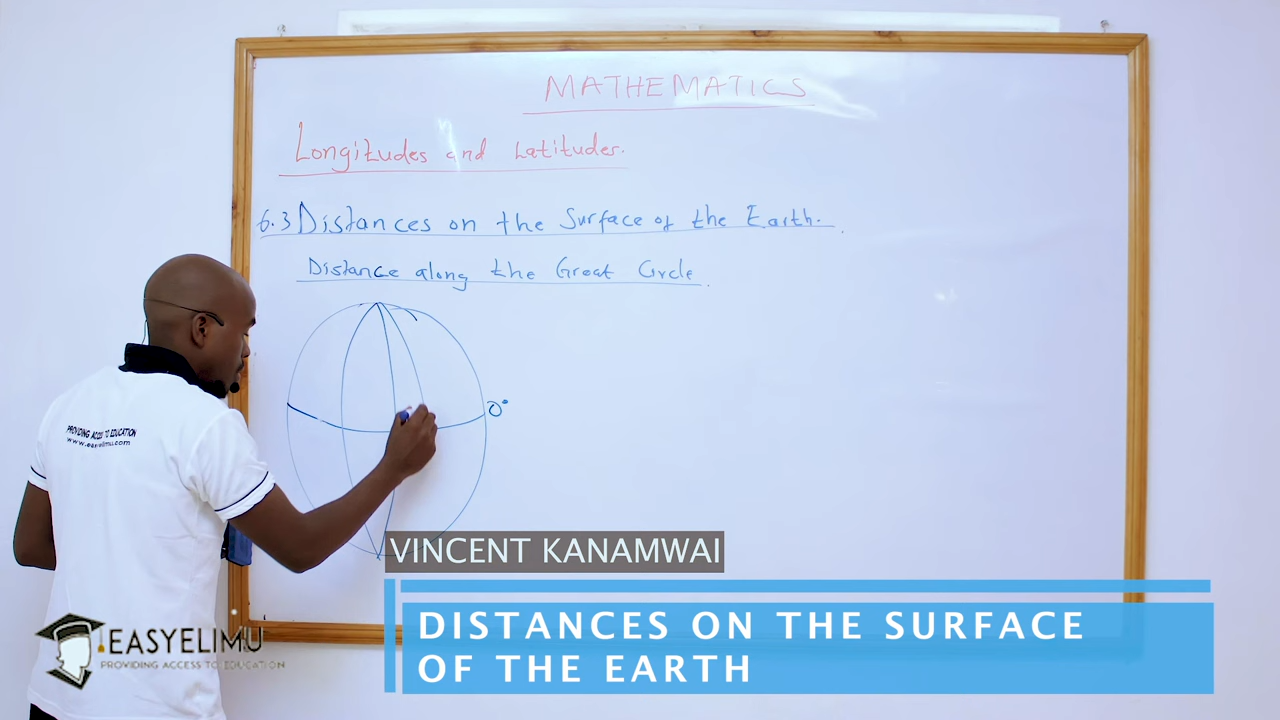 MATHEMATICS
Longitudes and Latitudes.
6.3 Distances on the Surface of the Earth.
Distance along the Great Circle.
0°
PROVIDING ACCESS TO EDUCATION
www.easyelimu.com
VINCENT KANAMWAI
DISTANCES ON THE SURFACE
OF THE EARTH
EASYELIMU
PROVIDING ACCESS TO EDUCATION